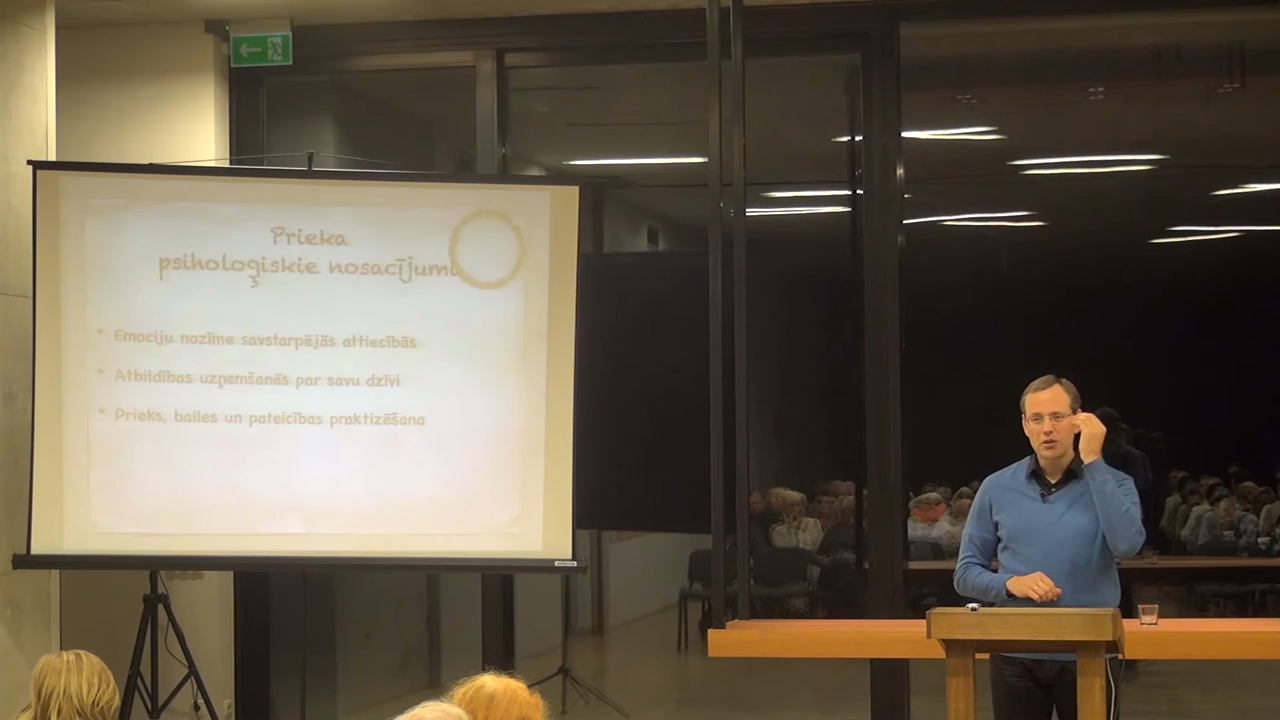 Prieka
psiholoģiskie nosacījumi
* Emociju nozīme savstarpējās attiecībās
* Atbildības uzņemšanās par savu dzīvi
* Prieks, bailes un pateicības praktizēšana